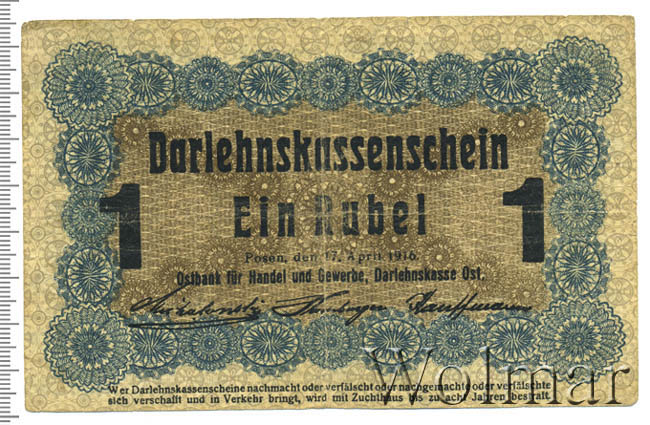 Darlehnskassenschein
1 Ein Rubel 1
Posen, den 17. April 1916.
Ostbank für Handel und Gewerbe, Darlehnskasse Ost.
Kauffmann
Wer Darlehnskassenscheine nachmacht oder verfälscht oder nachgemachte oder verfälschte
sich verschafft und in Verkehr bringt, wird mit Zuchthaus bis zu acht Jahren bestraft.
Wolmar